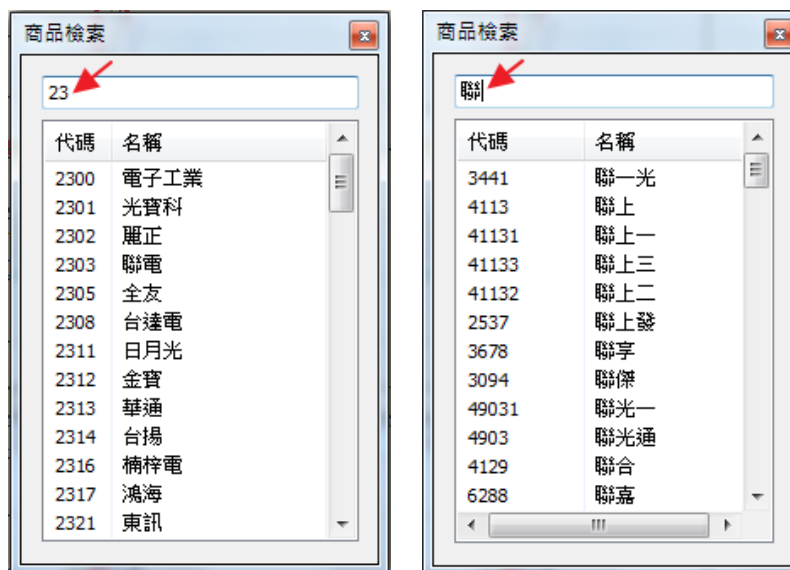 商品檢索
23
代碼 名稱
2300 電子工業
2301 光寶科
2302 麗正
2303 聯電
2305 全友
2308 台達電
2311 日月光
2312 金寶
2313 華通
2314 台揚
2316 楠梓電
2317 鴻海
2321 東訊
商品檢索
聯
代碼 名稱
3441 聯一光
4113 聯上
41131 聯上一
41133 聯上三
41132 聯上二
2537 聯上發
3678 聯享
3094 聯傑
49031 聯光一
4903 聯光通
4129 聯合
6288 聯嘉